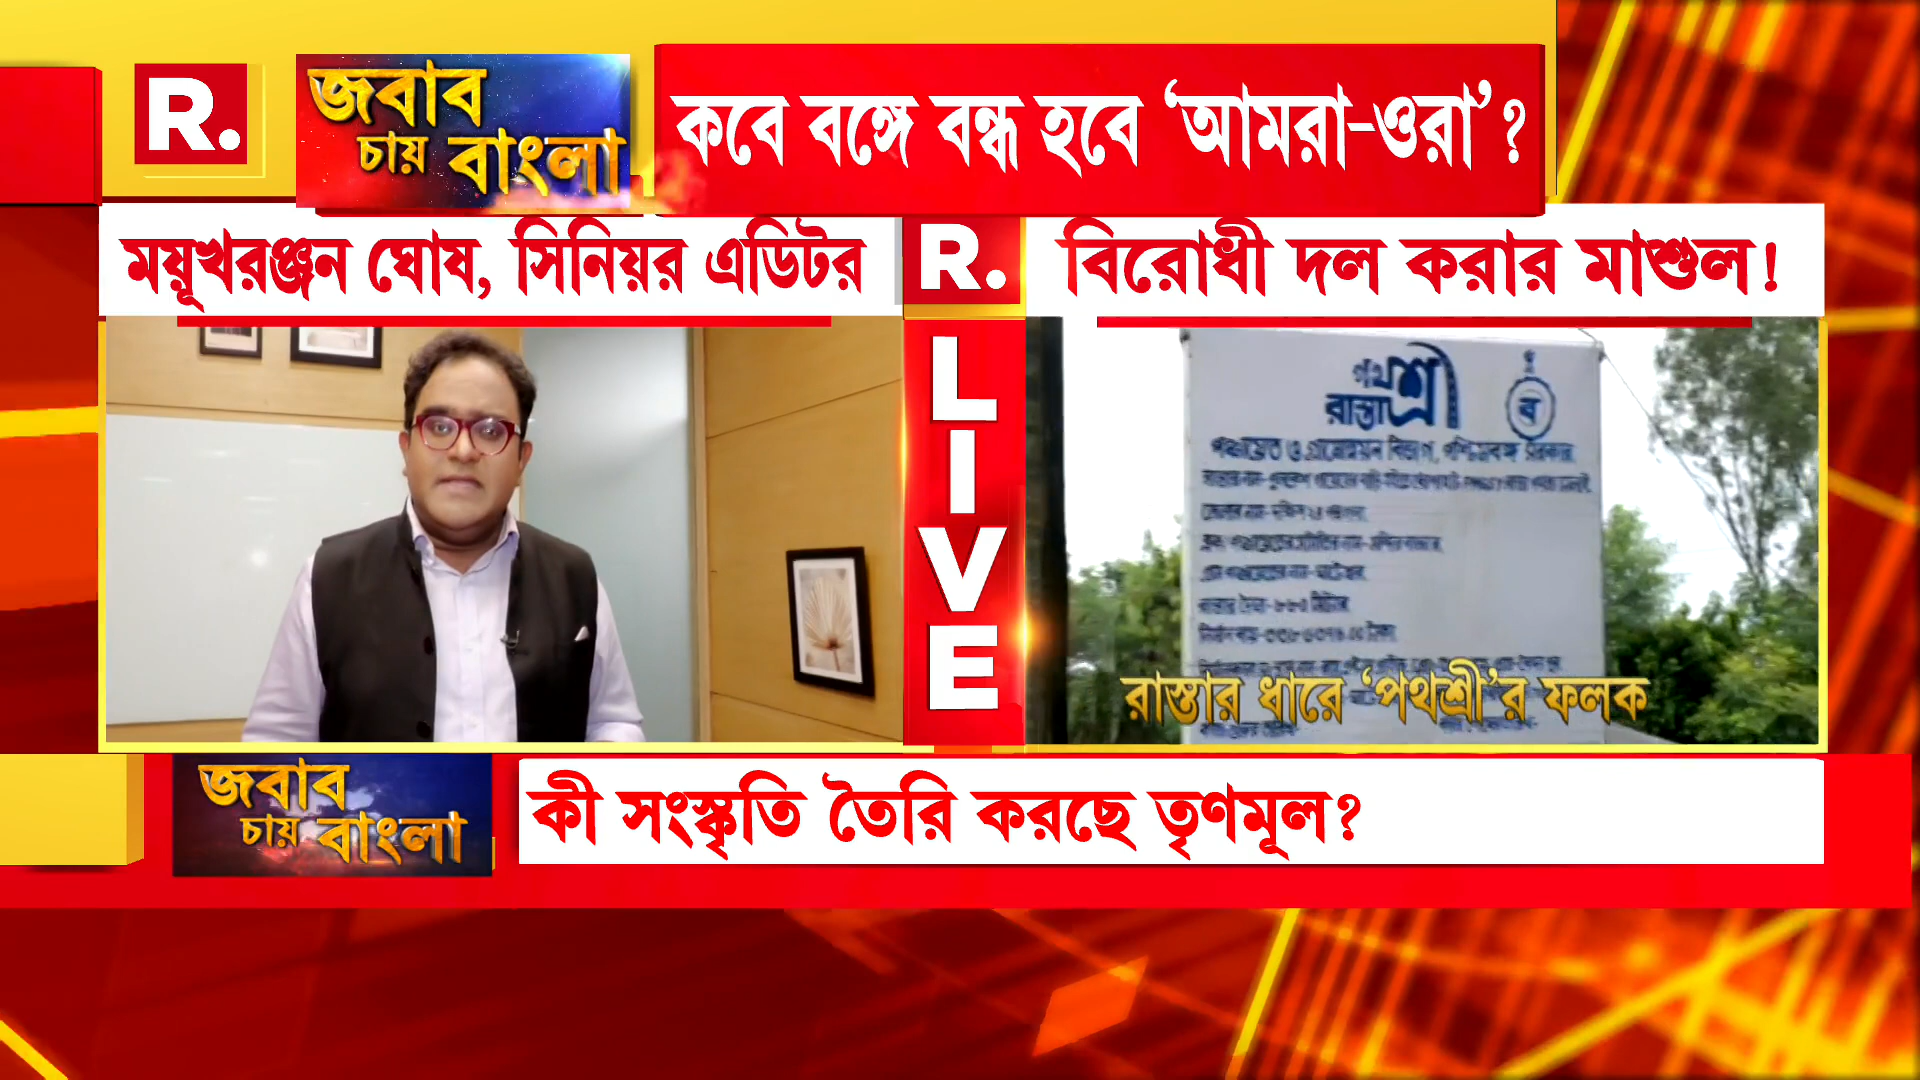 R.
জবাব
চায় বাংলা
কবে বঙ্গে বন্ধ হবে ‘আমরা-ওরা’?
ময়ূখরঞ্জন ঘোষ, সিনিয়র এডিটর
R.
LIVE
বিরোধী দল করার মাশুল!
পথশ্রী
রাস্তাশ্রী
ব
পঞ্চায়েত ও গ্রামোন্নয়ন বিভাগ, পশ্চিমবঙ্গ সরকার
রাস্তার ধারে ‘পথশ্রী’র ফলক
জবাব
চায় বাংলা
কী সংস্কৃতি তৈরি করছে তৃণমূল?